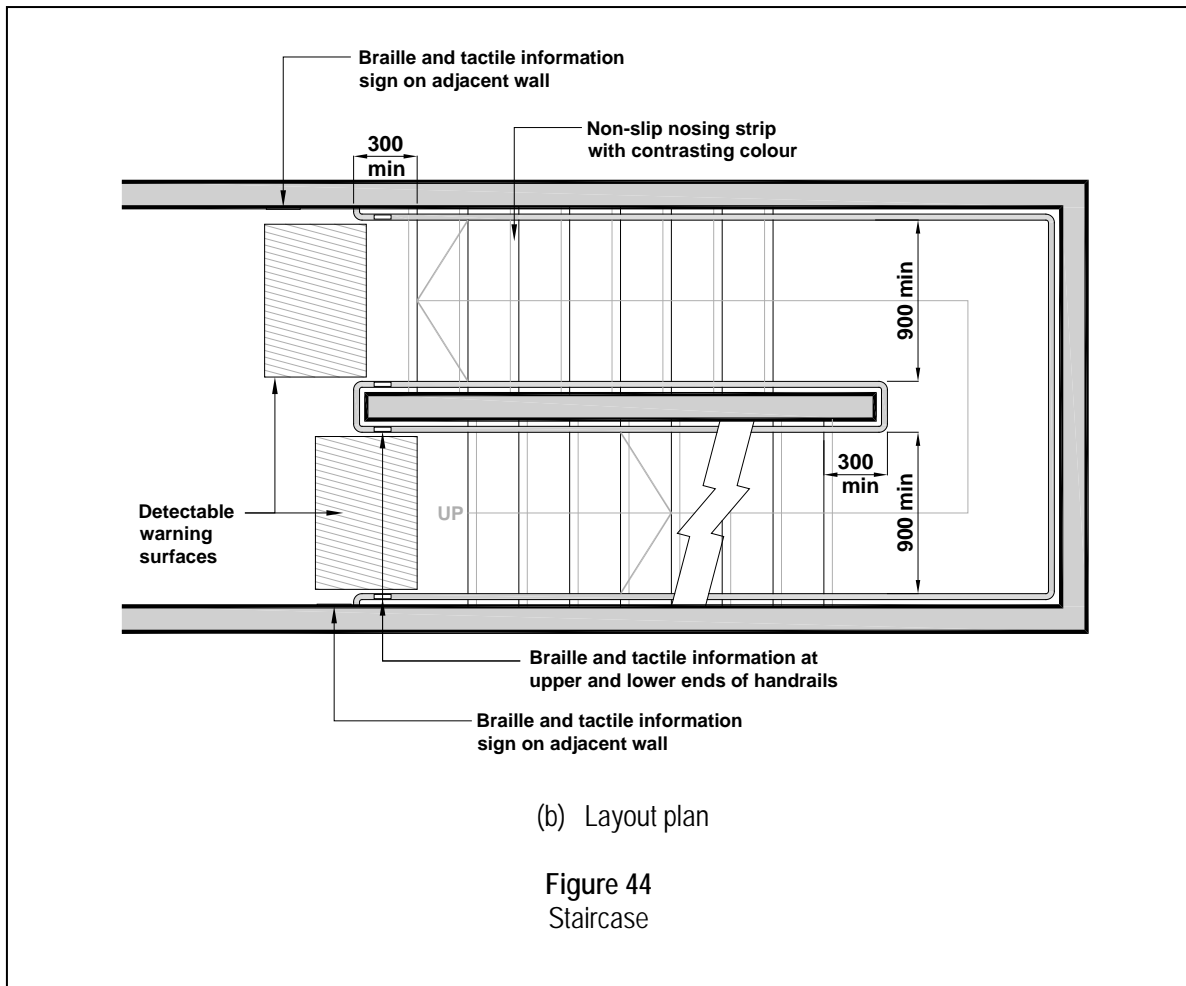 Braille and tactile information
sign on adjacent wall
300
min
Non-slip nosing strip
with contrasting colour
900 min
300
min
900 min
UP
Detectable
warning
surfaces
Braille and tactile information at
upper and lower ends of handrails
Braille and tactile information
sign on adjacent wall
(b) Layout plan
Figure 44
Staircase